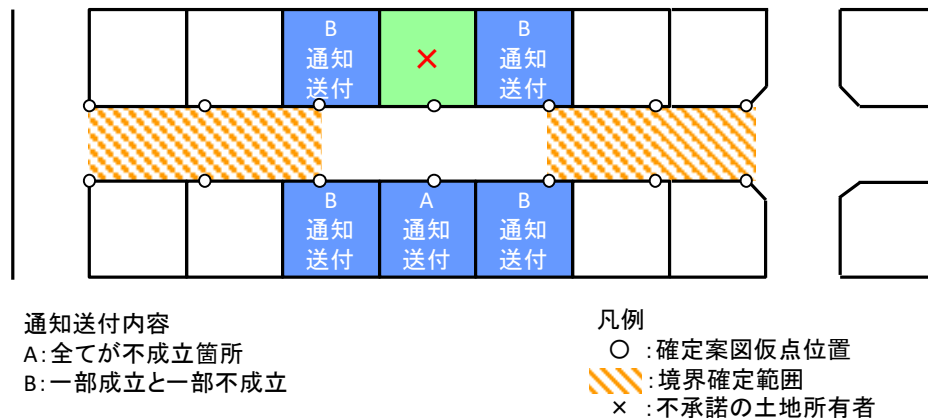 B
通知
送付
×
B
通知
送付
B
通知
送付
A
通知
送付
B
通知
送付
通知送付内容
A:全てが不成立箇所
B:一部成立と一部不成立
凡例
○:確定案図仮点位置
:境界確定範囲
×:不承諾の土地所有者